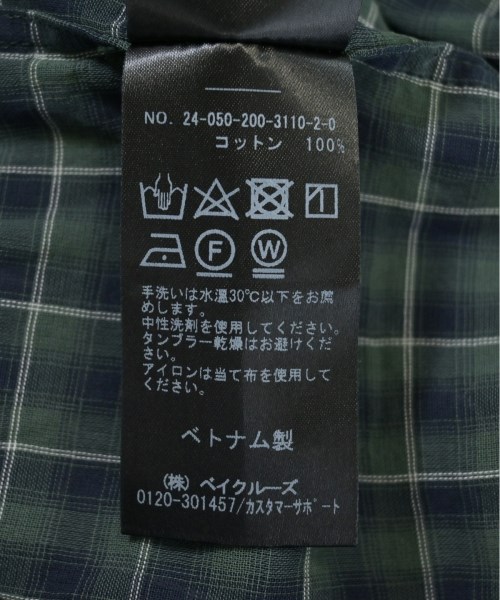 NO. 24-050-200-3110-2-0
コットン 100%
F W
手洗いは水温30℃以下をお薦
めします。
中性洗剤を使用してください。
タンブラー乾燥はお避けくだ
さい。
アイロンは当て布を使用して
ください。
ベトナム製
(株) ベイクルーズ
0120-301457/カスタマーサポート